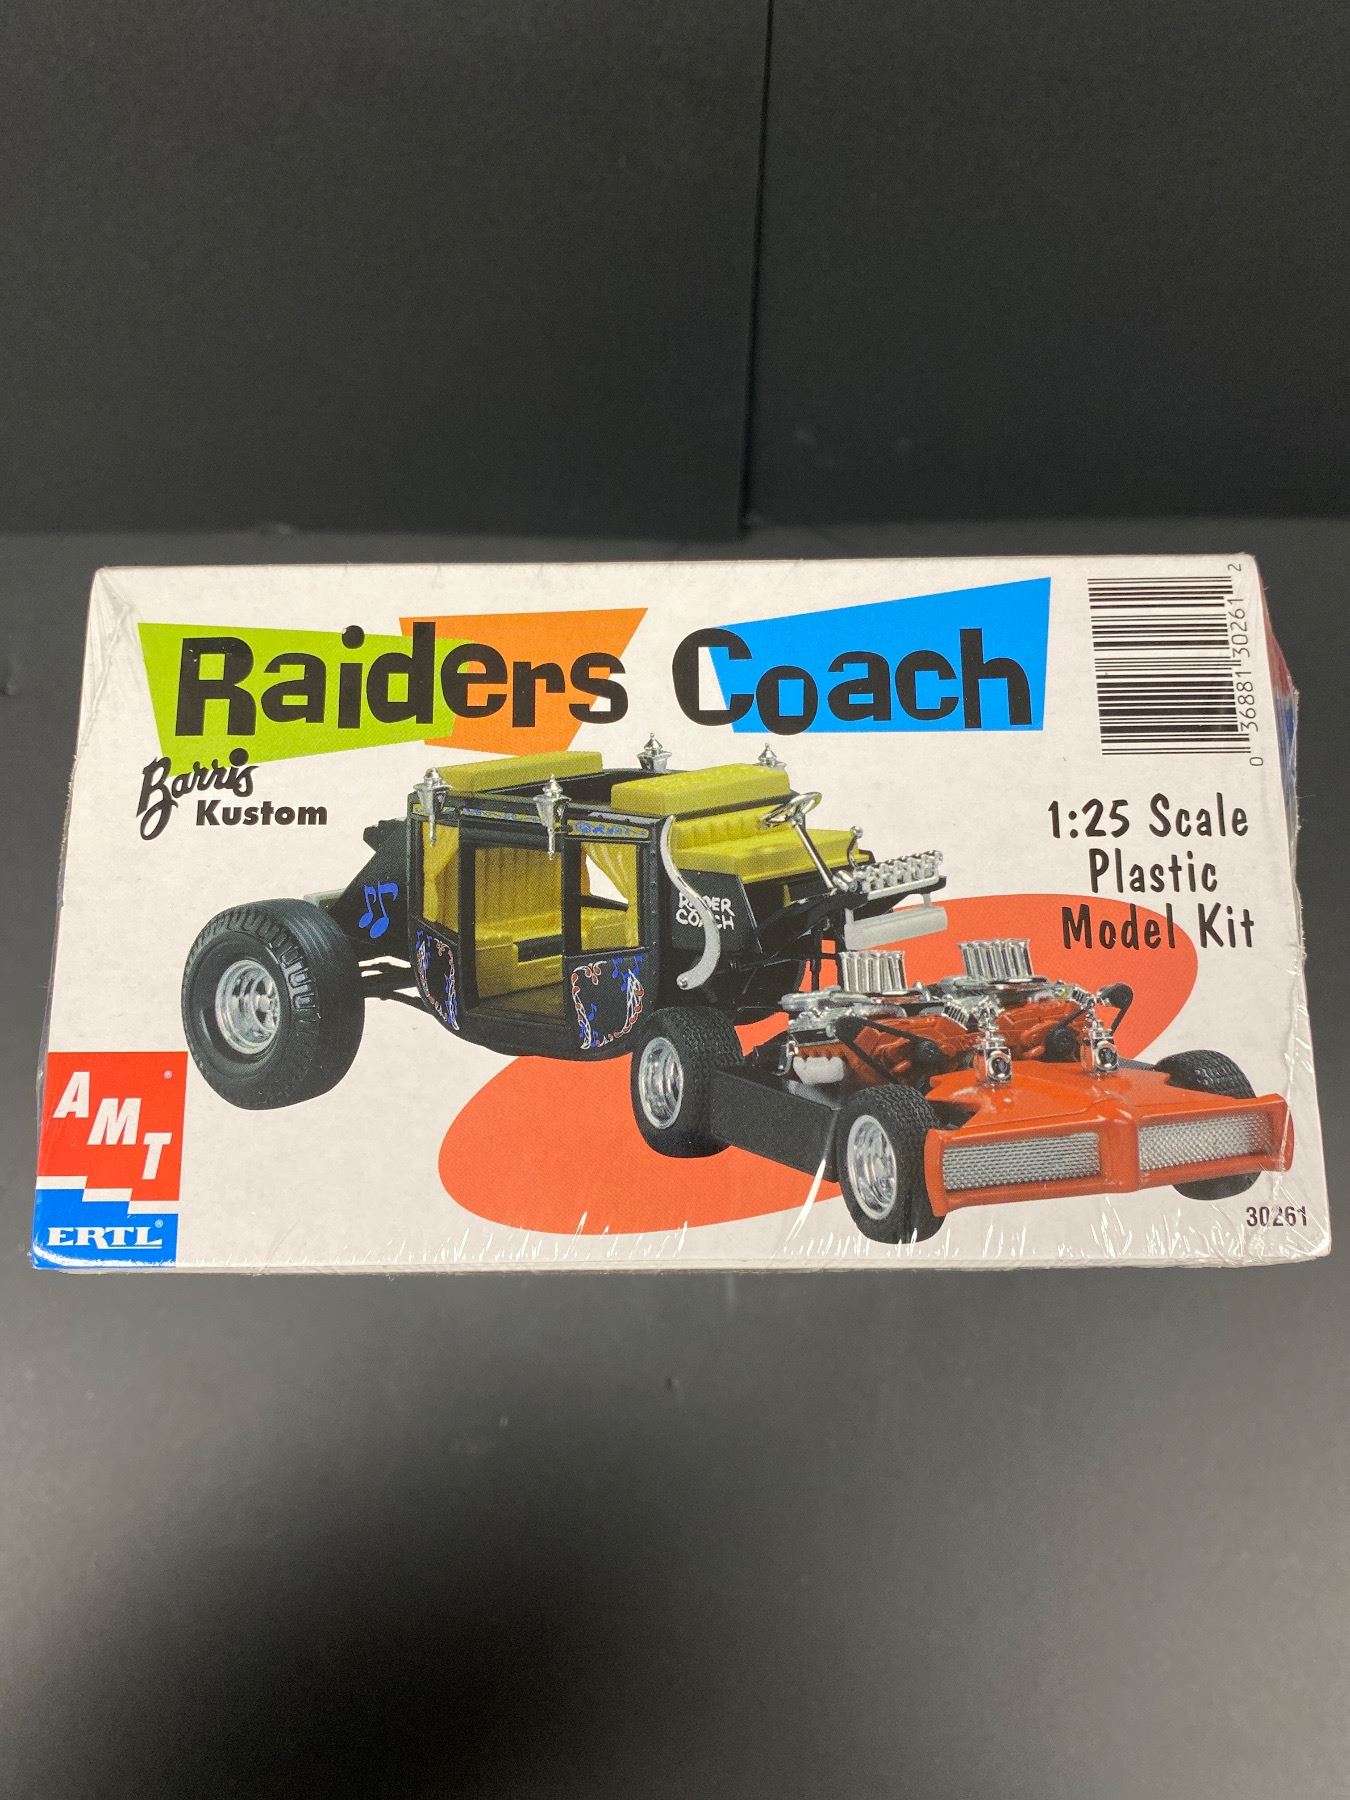 Raiders Coach
Barris
Kustom
1:25 Scale
Plastic
Model Kit
0 36881 30261 2
RAIDER
COACH
AMT®
ERTL®
30261